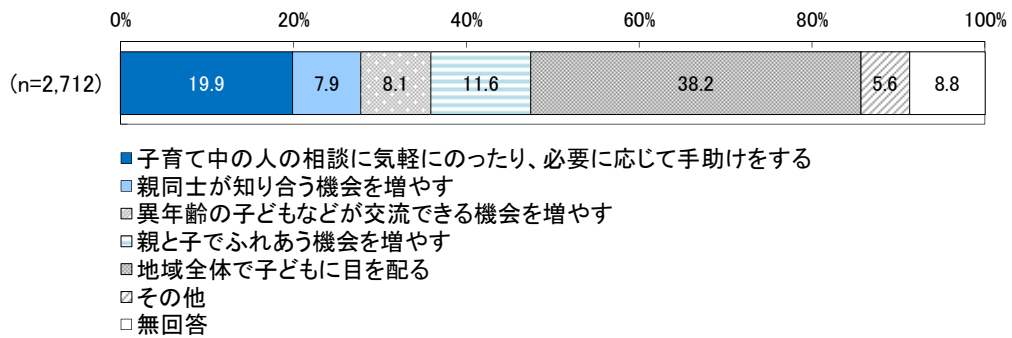 0% 20% 40% 60% 80% 100%
(n=2,712) 19.9 7.9 8.1 11.6 38.2 5.6 8.8
子育て中の人の相談に気軽にのったり、必要に応じて手助けをする
親同士が知り合う機会を増やす
異年齢の子どもなどが交流できる機会を増やす
親と子でふれあう機会を増やす
地域全体で子どもに目を配る
その他
無回答